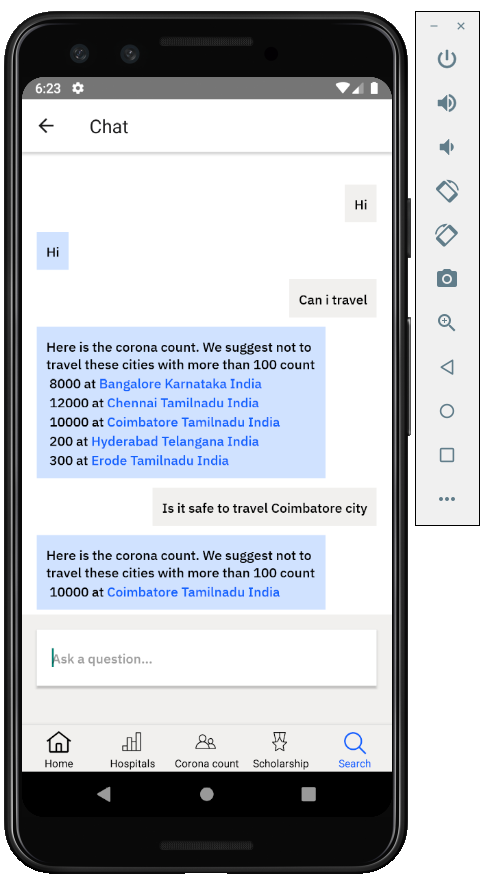 6:23
Chat
Hi
Hi
Can i travel
Here is the corona count. We suggest not to
travel these cities with more than 100 count
8000 at Bangalore Karnataka India
12000 at Chennai Tamilnadu India
10000 at Coimbatore Tamilnadu India
200 at Hyderabad Telangana India
300 at Erode Tamilnadu India
Is it safe to travel Coimbatore city
Here is the corona count. We suggest not to
travel these cities with more than 100 count
10000 at Coimbatore Tamilnadu India
Ask a question...
Home Hospitals Corona count Scholarship Search